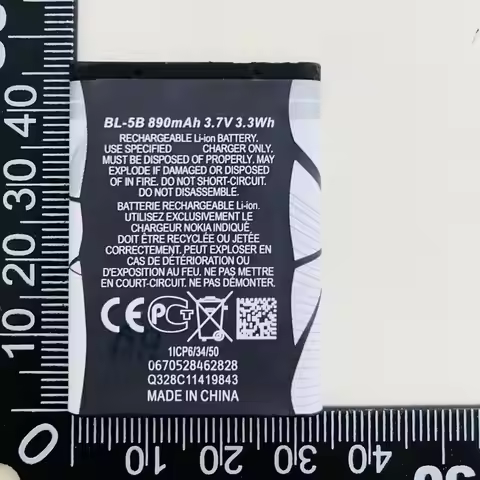 BL-5B 890mAh 3.7V 3.3Wh
RECHARGEABLE Li-ion BATTERY.
USE SPECIFIED CHARGER ONLY.
MUST BE DISPOSED OF PROPERLY. MAY
EXPLODE IF DAMAGED OR DISPOSED
OF IN FIRE. DO NOT SHORT-CIRCUIT.
DO NOT DISASSEMBLE.
BATTERIE RECHARGEABLE Li-ion.
UTILISEZ EXCLUSIVEMENT LE
CHARGEUR NOKIA INDIQUÉ.
DOIT ÊTRE RECYCLÉE OU JETÉE
CORRECTEMENT. PEUT EXPLOSER EN
CAS DE DÉTÉRIORATION OU
D'EXPOSITION AU FEU. NE PAS METTRE
EN COURT-CIRCUIT. NE PAS DÉMONTER.
CE PCT
1ICP6/34/50
0670528462828
Q328C11419843
MADE IN CHINA
40
30
20
10
0
10 20 30 40 50